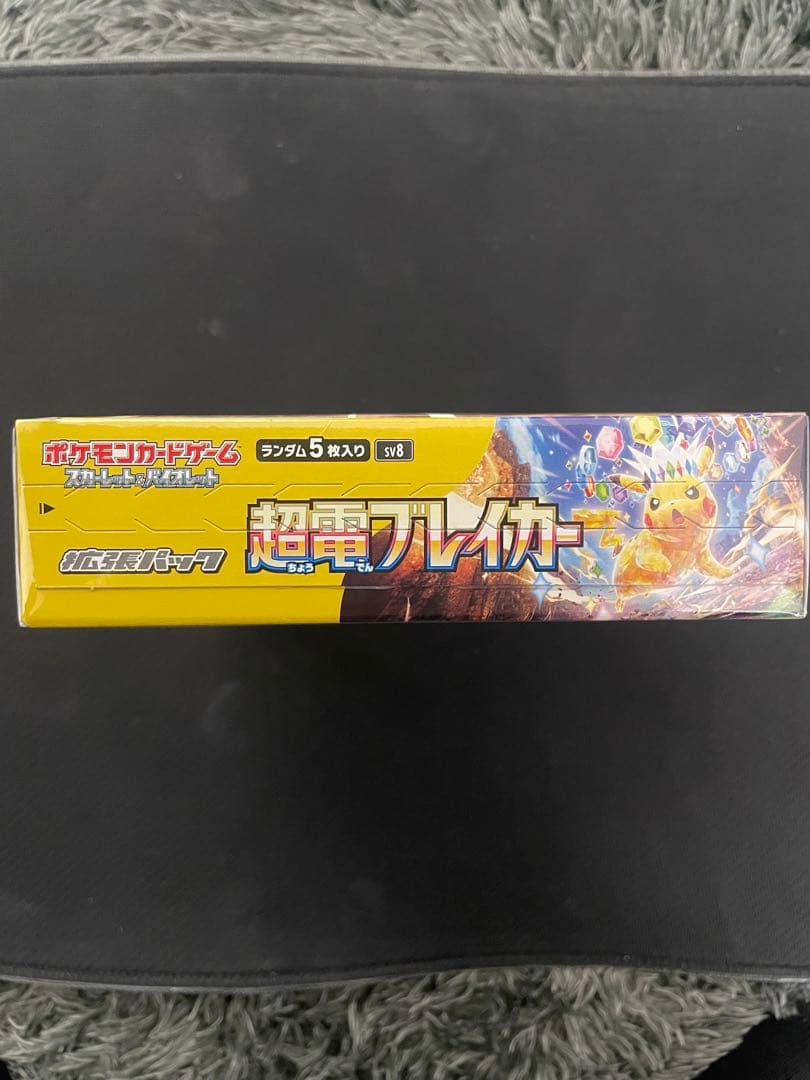 ポケモンカードゲーム
スカーレット&バイオレット
ランダム5枚入り
SV8
拡張パック
超電ブレイカー
ちょう でん